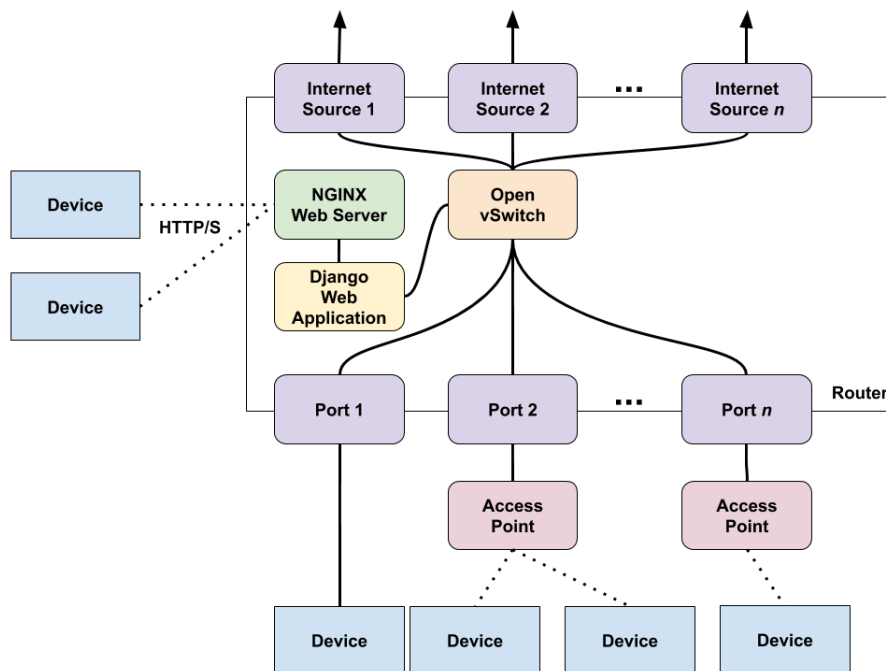 Internet
Source 1
Internet
Source 2
...
Internet
Source n
Device
HTTP/S
NGINX
Web Server
Open
vSwitch
Device
Django
Web
Application
Port 1
Port 2
...
Port n
Router
Access
Point
Access
Point
Device
Device
Device
Device